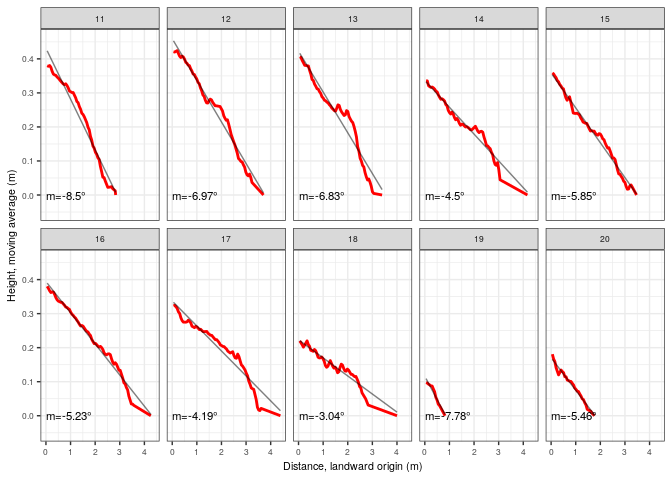 11 12 13 14 15
0.4
0.3
0.2
0.1
0.0
m=-8.5° m=-6.97° m=-6.83° m=-4.5° m=-5.85°
16 17 18 19 20
0.4
0.3
0.2
0.1
0.0
m=-5.23° m=-4.19° m=-3.04° m=-7.78° m=-5.46°
0 1 2 3 4 0 1 2 3 4 0 1 2 3 4 0 1 2 3 4 0 1 2 3 4
Height, moving average (m)
Distance, landward origin (m)